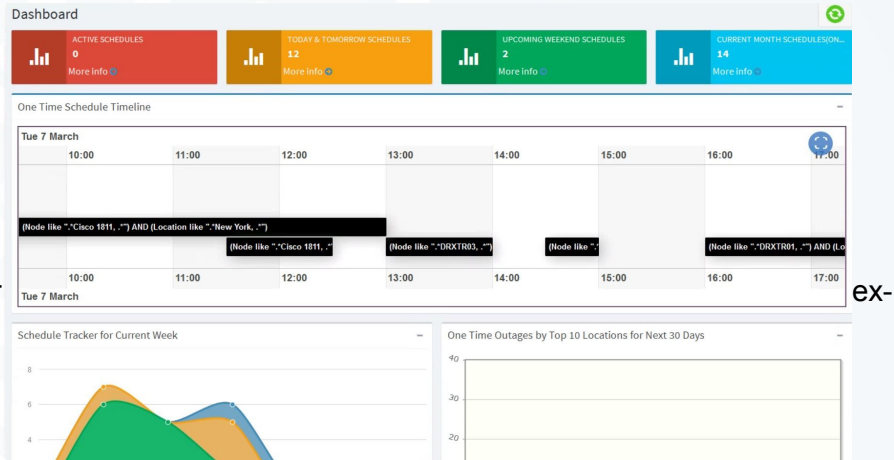 Dashboard
ACTIVE SCHEDULES
0
More info
TODAY & TOMORROW SCHEDULES
12
More info
UPCOMING WEEKEND SCHEDULES
2
More info
CURRENT MONTH SCHEDULES(ON...
14
More info
One Time Schedule Timeline
Tue 7 March
10:00 11:00 12:00 13:00 14:00 15:00 16:00 17:00
(Node like ".*Cisco 1811, .*") AND (Location like ".*New York, .*")
(Node like ".*Cisco 1811, .*" (Node like ".*DRXTR03, .*") (Node like ".* (Node like ".*DRXTR01, .*") AND (Lo
10:00 11:00 12:00 13:00 14:00 15:00 16:00 17:00
Tue 7 March
ex-
Schedule Tracker for Current Week
8
6
4
One Time Outages by Top 10 Locations for Next 30 Days
40
30
20